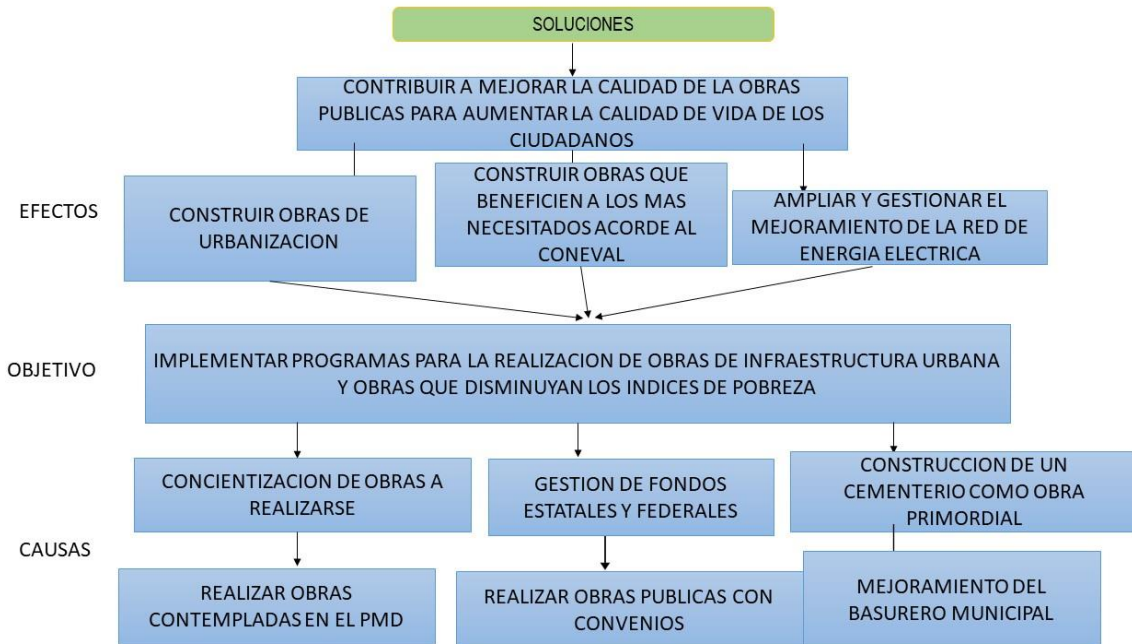 SOLUCIONES
CONTRIBUIR A MEJORAR LA CALIDAD DE LA OBRAS
PUBLICAS PARA AUMENTAR LA CALIDAD DE VIDA DE LOS
CIUDADANOS
EFECTOS
CONSTRUIR OBRAS DE
URBANIZACION
CONSTRUIR OBRAS QUE
BENEFICIEN A LOS MAS
NECESITADOS ACORDE AL
CONEVAL
AMPLIAR Y GESTIONAR EL
MEJORAMIENTO DE LA RED DE
ENERGIA ELECTRICA
OBJETIVO
IMPLEMENTAR PROGRAMAS PARA LA REALIZACION DE OBRAS DE INFRAESTRUCTURA URBANA
Y OBRAS QUE DISMINUYAN LOS INDICES DE POBREZA
CONCIENTIZACION DE OBRAS A
REALIZARSE
GESTION DE FONDOS
ESTATALES Y FEDERALES
CONSTRUCCION DE UN
CEMENTERIO COMO OBRA
PRIMORDIAL
CAUSAS
REALIZAR OBRAS
CONTEMPLADAS EN EL PMD
REALIZAR OBRAS PUBLICAS CON
CONVENIOS
MEJORAMIENTO DEL
BASURERO MUNICIPAL